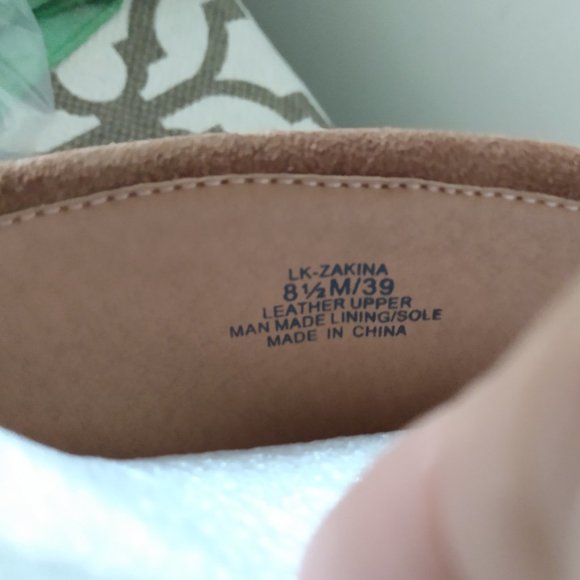 LK-ZAKINA
8½M/39
LEATHER UPPER
MAN MADE LINING/SOLE
MADE IN CHINA